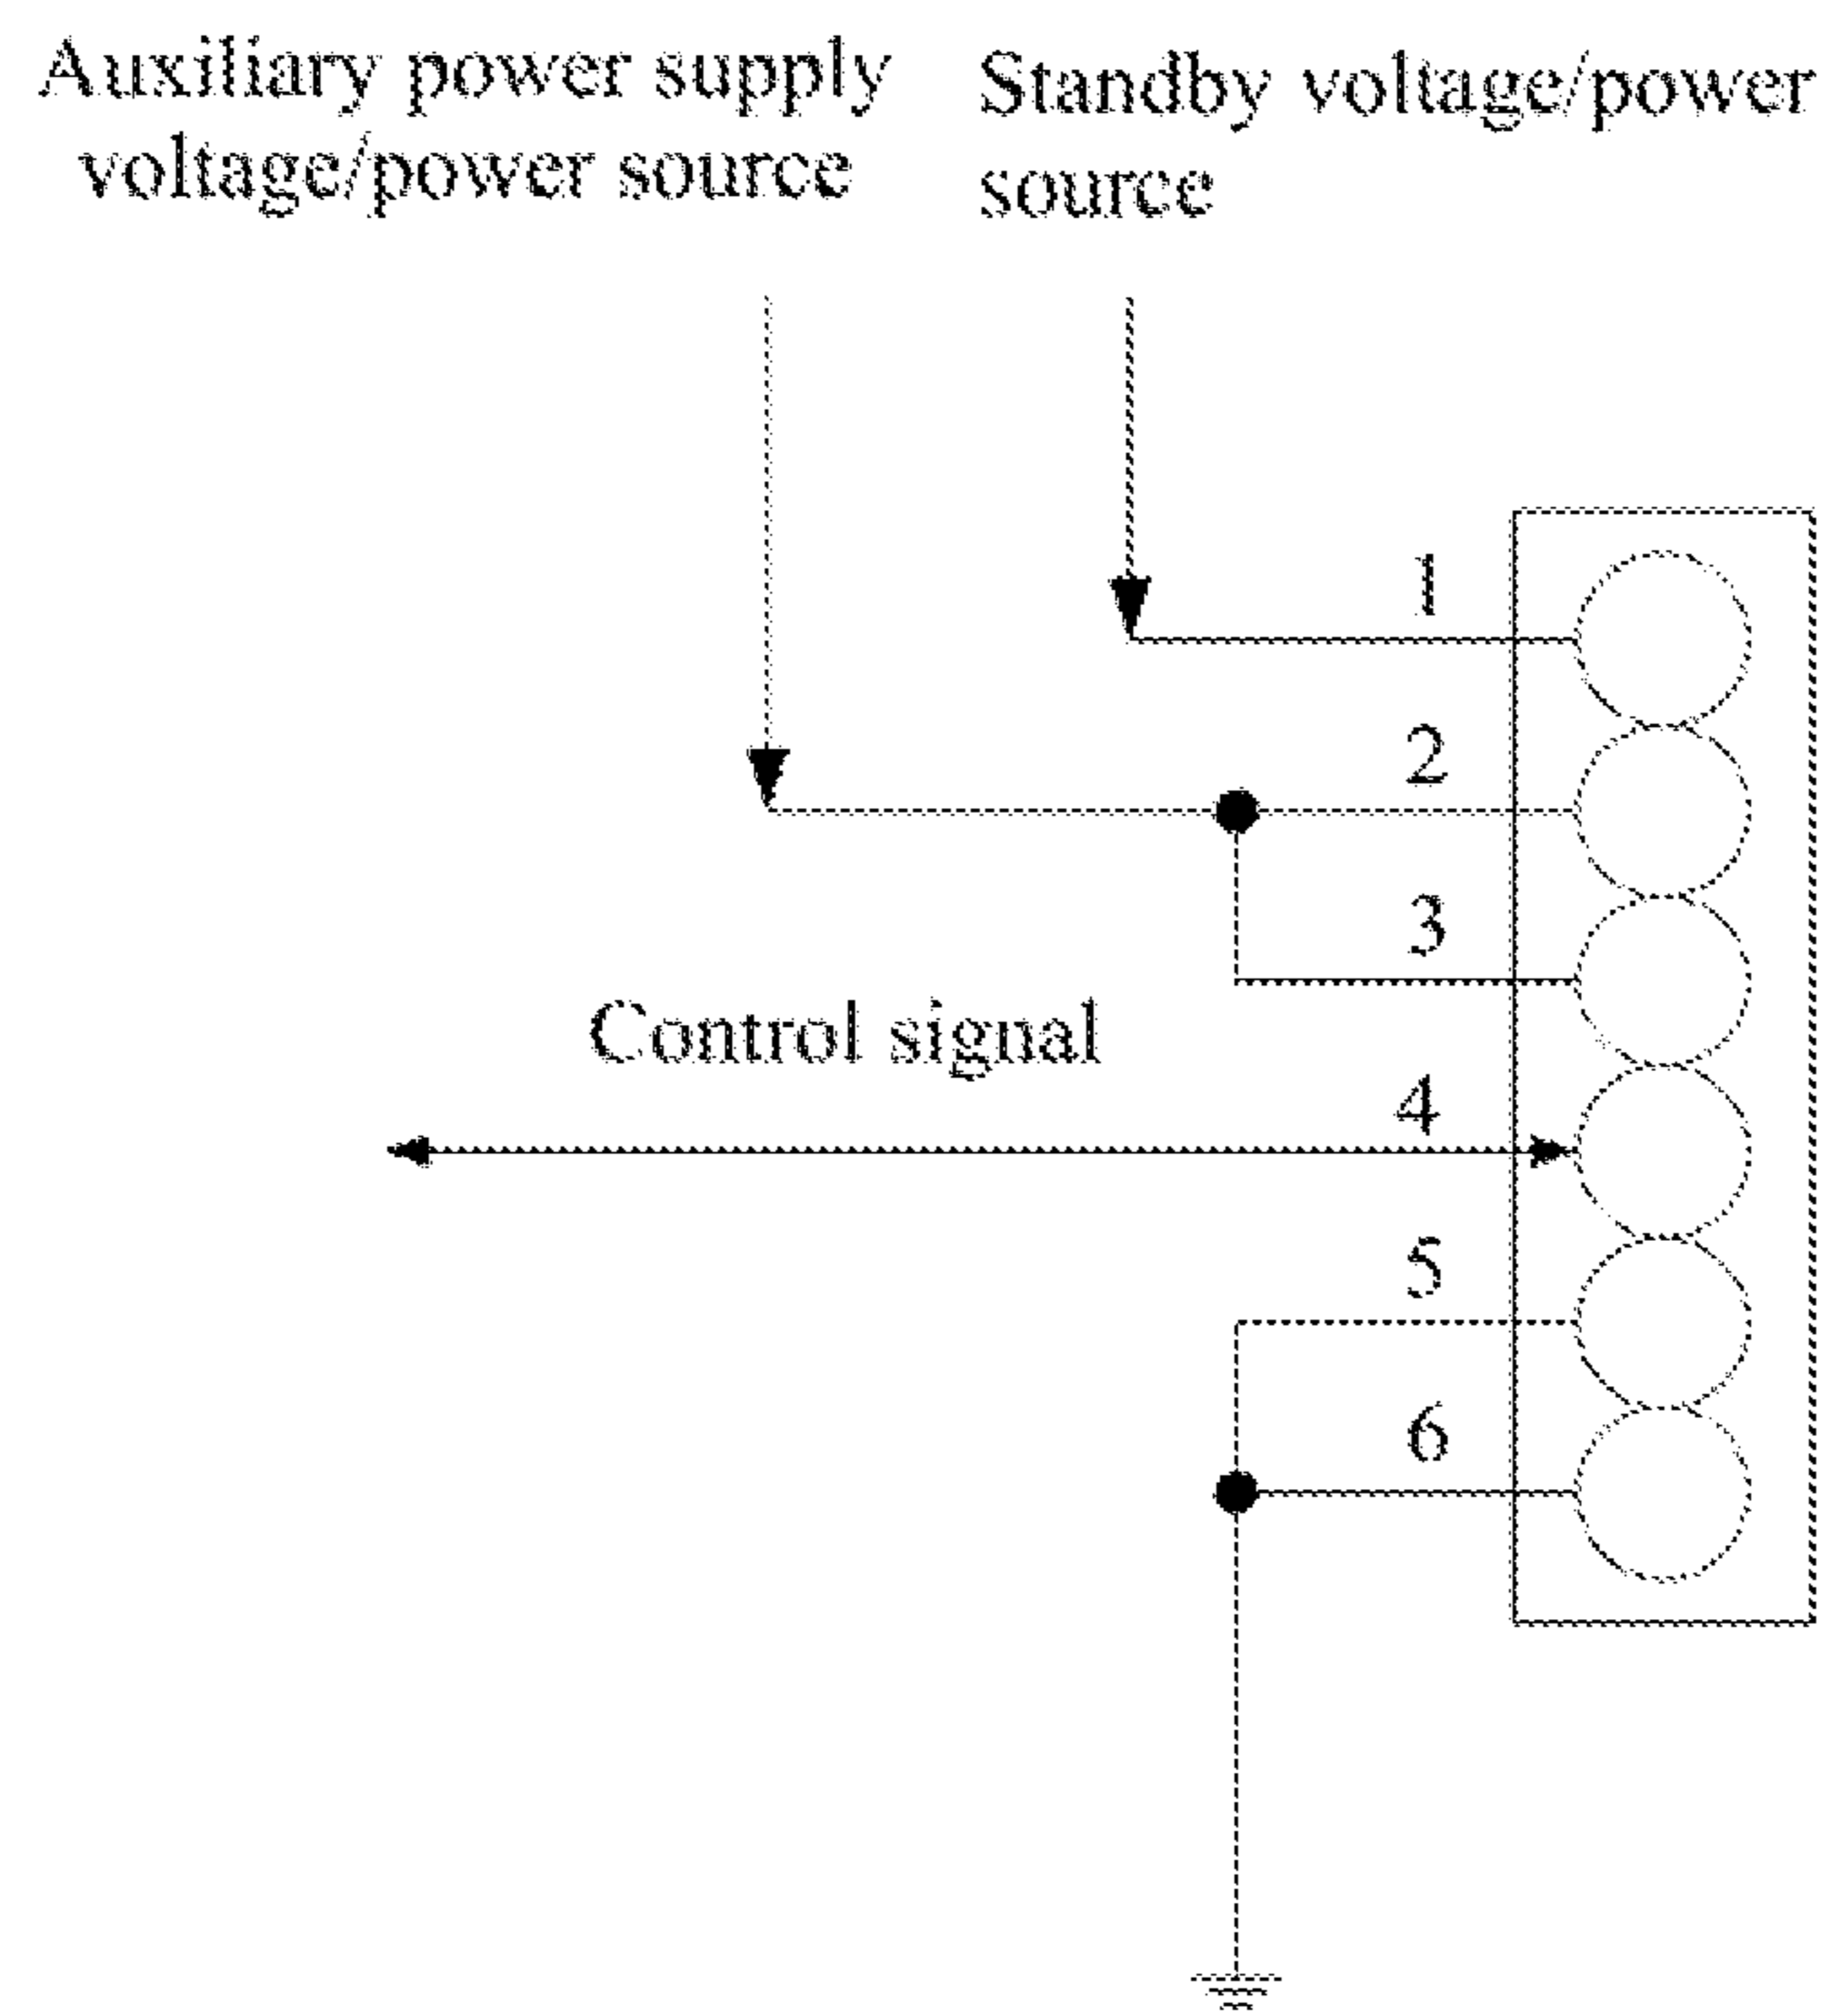 Auxiliary power supply
voltage/power source
Standby voltage/power
source
1
2
3
Control signal
4
5
6